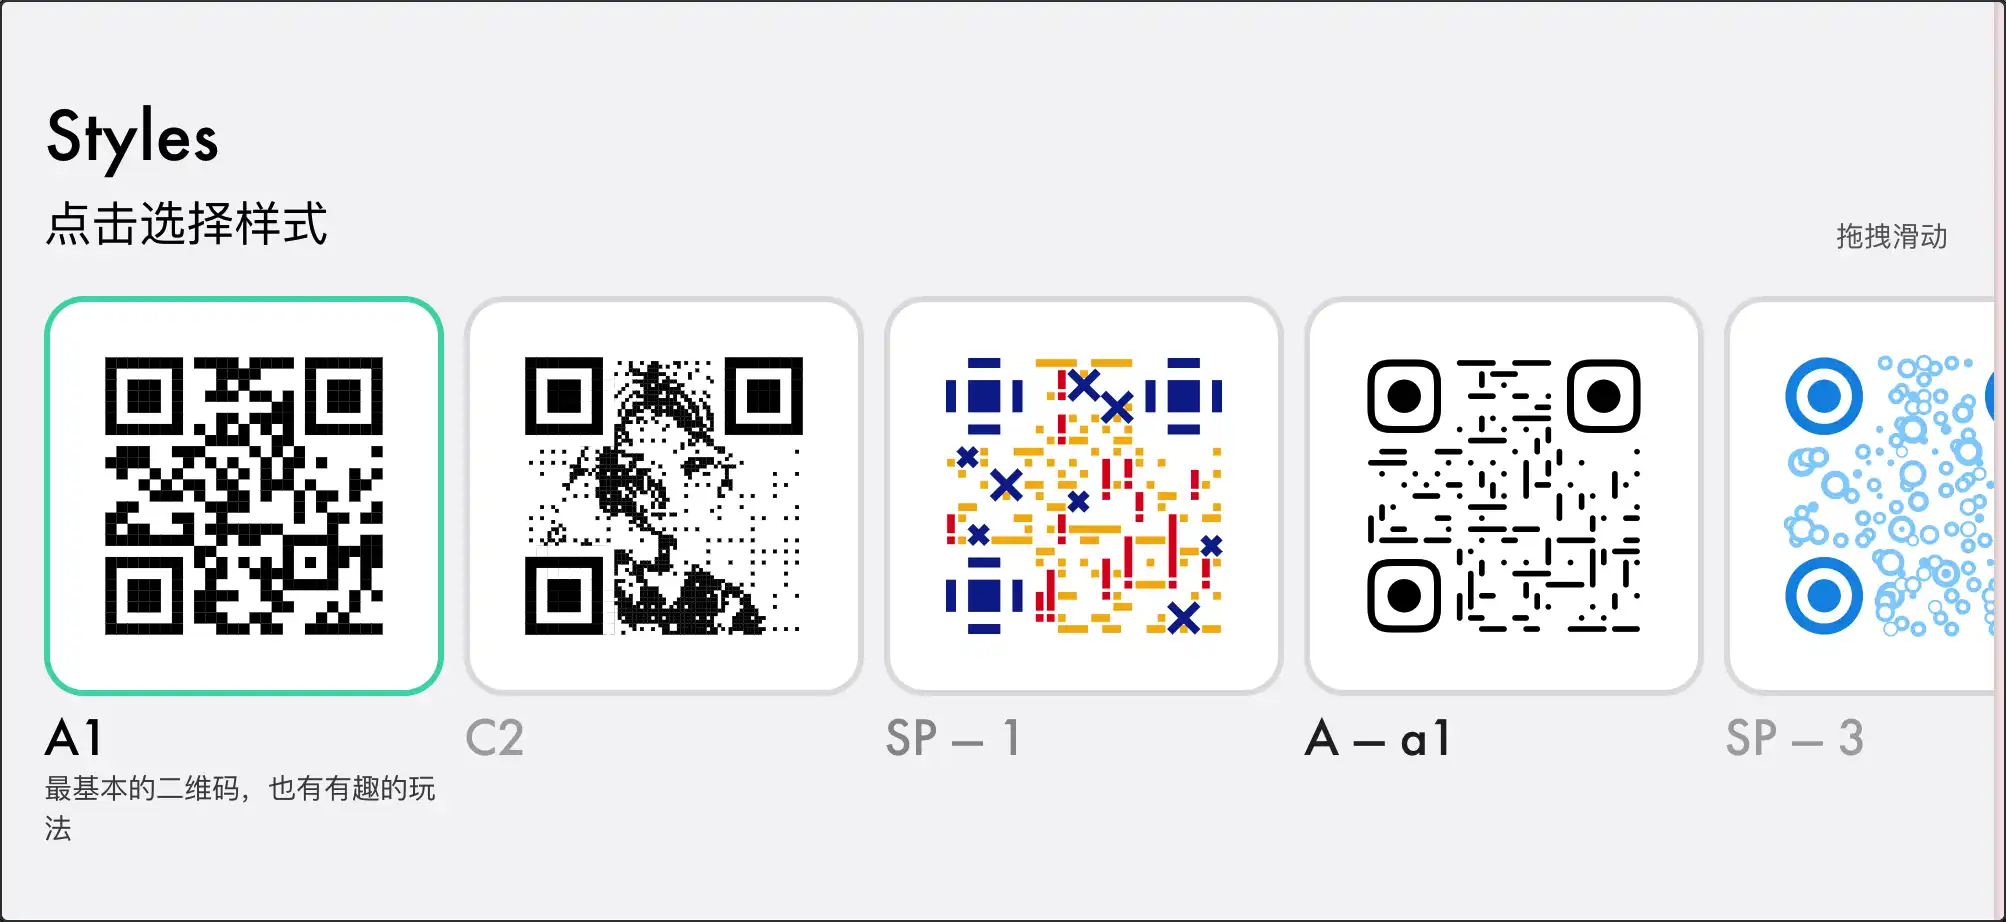 Styles
点击选择样式
拖拽滑动
A1
最基本的二维码，也有有趣的玩
法
C2
SP — 1
A — a1
SP — 3